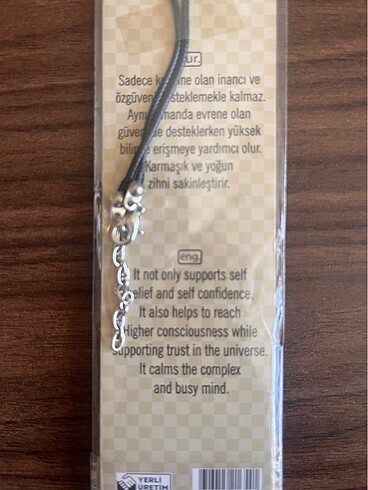 tur.
Sadece kendine olan inancı ve
özgüveni desteklemekle kalmaz.
Aynı zamanda evrene olan
güveni de desteklerken yüksek
bilince erişmeye yardımcı olur.
Karmaşık ve yoğun
zihni sakinleştirir.
eng.
It not only supports self
belief and self confidence.
It also helps to reach
Higher consciousness while
supporting trust in the universe.
It calms the complex
and busy mind.
YERLİ
ÜRETİM